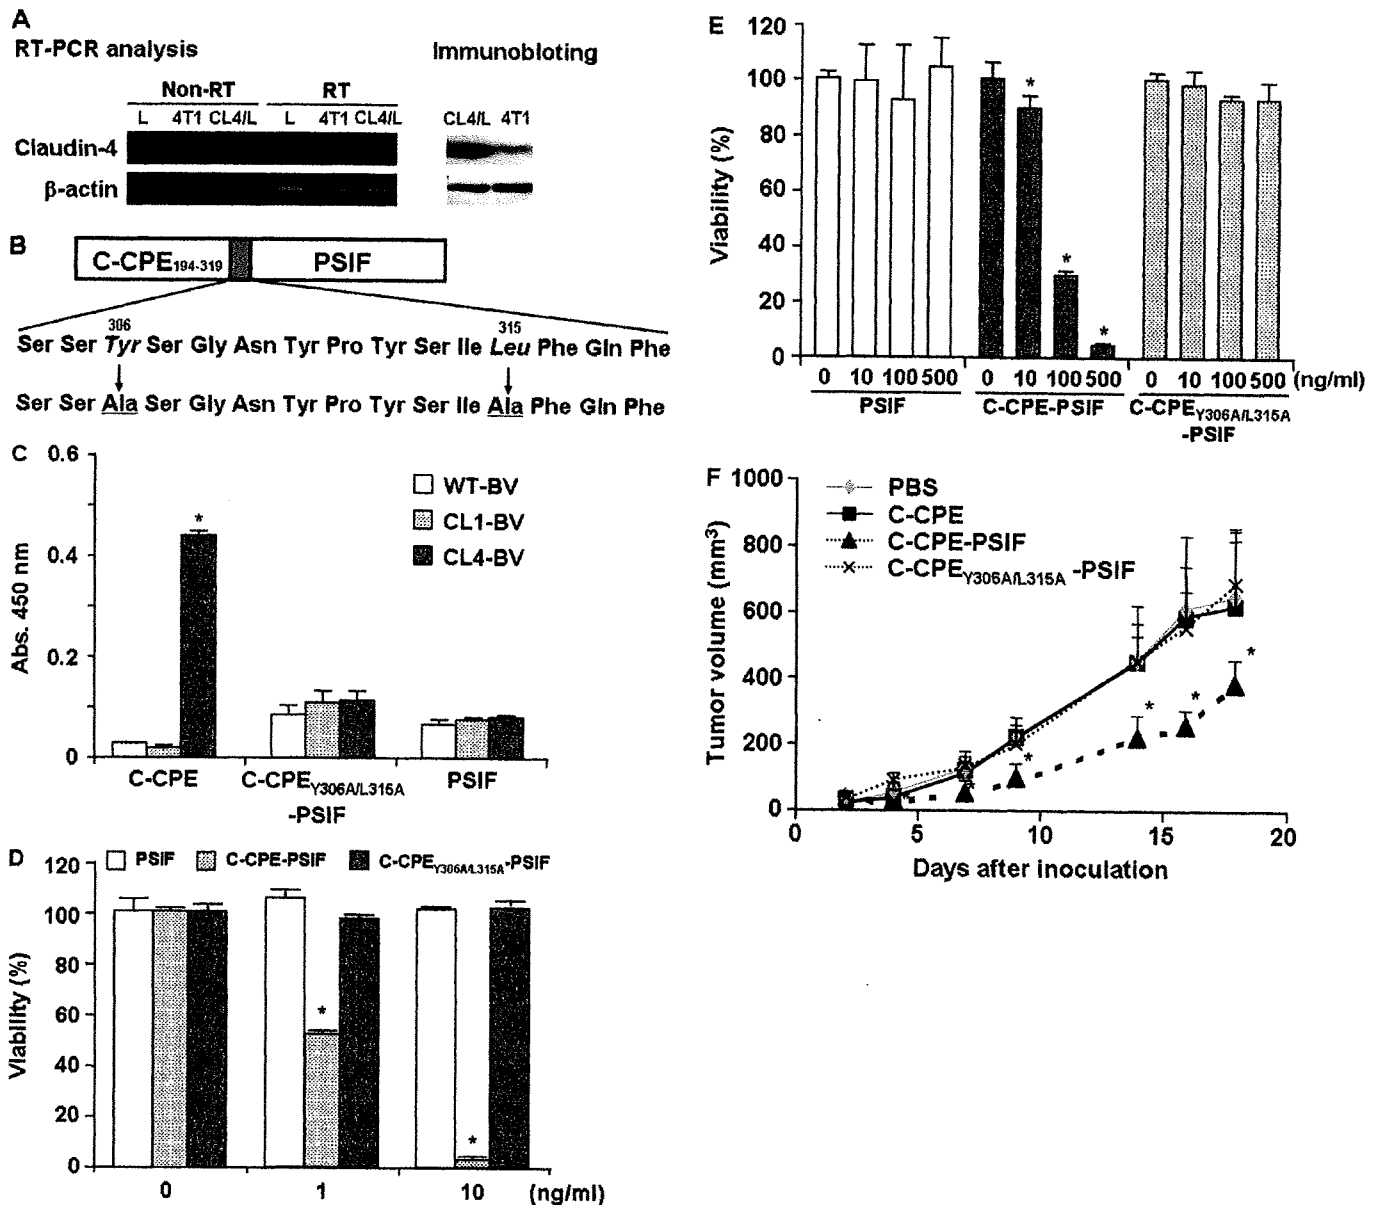 A
RT-PCR analysis
Immunobloting
Non-RT RT
L 4T1 CL4/L L 4T1 CL4/L
CL4/L 4T1
Claudin-4
β-actin
B
C-CPE194-319 PSIF
306 315
Ser Ser Tyr Ser Gly Asn Tyr Pro Tyr Ser Ile Leu Phe Gln Phe
Ser Ser Ala Ser Gly Asn Tyr Pro Tyr Ser Ile Ala Phe Gln Phe
C
0.6
0.4
0.2
0
Abs. 450 nm
WT-BV
CL1-BV
CL4-BV
*
C-CPE C-CPEY306A/L315A PSIF
-PSIF
D
PSIF C-CPE-PSIF C-CPEY306A/L315A-PSIF
120
100
80
60
40
20
0
Viability (%)
*
*
0 1 10 (ng/ml)
E
120
100
80
60
40
20
0
Viability (%)
*
*
*
0 10 100 500 0 10 100 500 0 10 100 500 (ng/ml)
PSIF C-CPE-PSIF C-CPEY306A/L315A
-PSIF
F
PBS
C-CPE
C-CPE-PSIF
C-CPEY306A/L315A -PSIF
1000
800
600
400
200
0
Tumor volume (mm3)
*
*
*
*
*
0 5 10 15 20
Days after inoculation